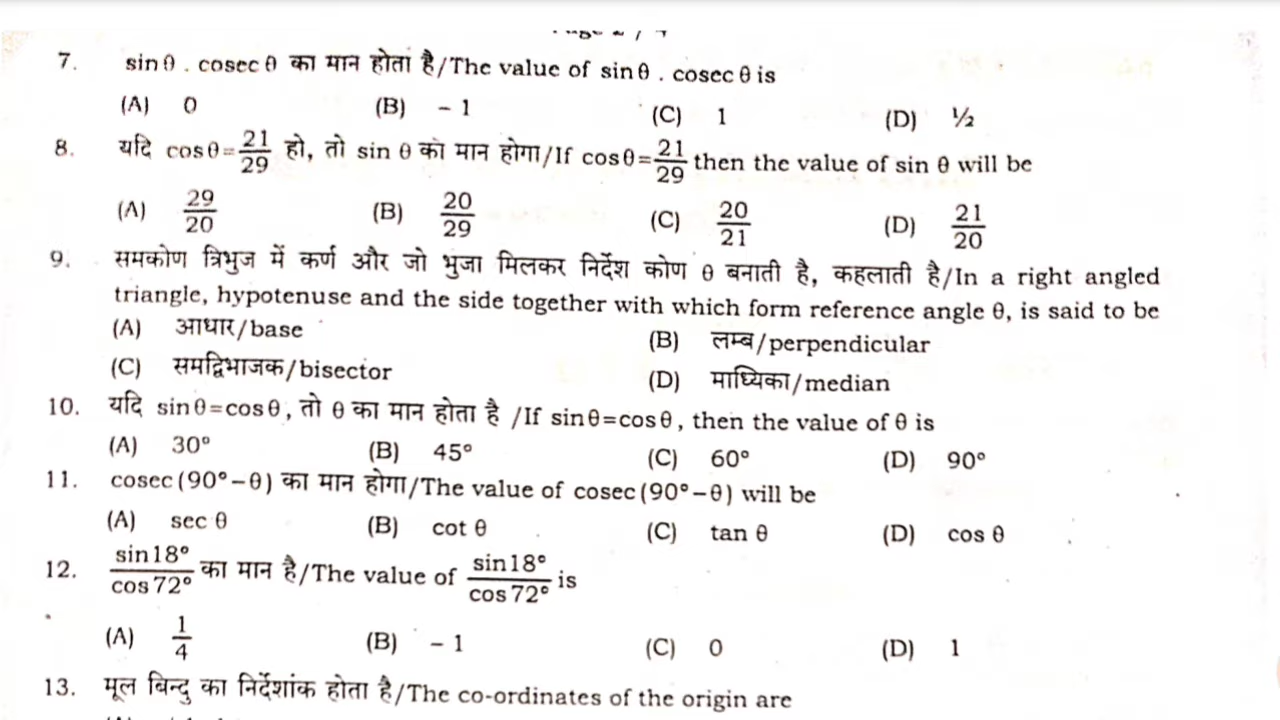 7. sin θ . cosec θ का मान होता है/The value of sin θ . cosec θ is
(A) 0 (B) – 1 (C) 1 (D) ½
8. यदि cos θ = 21/29 हो, तो sin θ का मान होगा/If cos θ = 21/29 then the value of sin θ will be
(A) 29/20 (B) 20/29 (C) 20/21 (D) 21/20
9. समकोण त्रिभुज में कर्ण और जो भुजा मिलकर निर्देश कोण θ बनाती है, कहलाती है/In a right angled
triangle, hypotenuse and the side together with which form reference angle θ, is said to be
(A) आधार/base (B) लम्ब/perpendicular
(C) समद्विभाजक/bisector (D) माध्यिका/median
10. यदि sin θ = cos θ, तो θ का मान होता है /If sin θ = cos θ, then the value of θ is
(A) 30° (B) 45° (C) 60° (D) 90°
11. cosec (90° – θ) का मान होगा/The value of cosec (90° – θ) will be
(A) sec θ (B) cot θ (C) tan θ (D) cos θ
12. sin 18°/cos 72° का मान है/The value of sin 18°/cos 72° is
(A) 1/4 (B) – 1 (C) 0 (D) 1
13. मूल बिन्दु का निर्देशांक होता है/The co-ordinates of the origin are